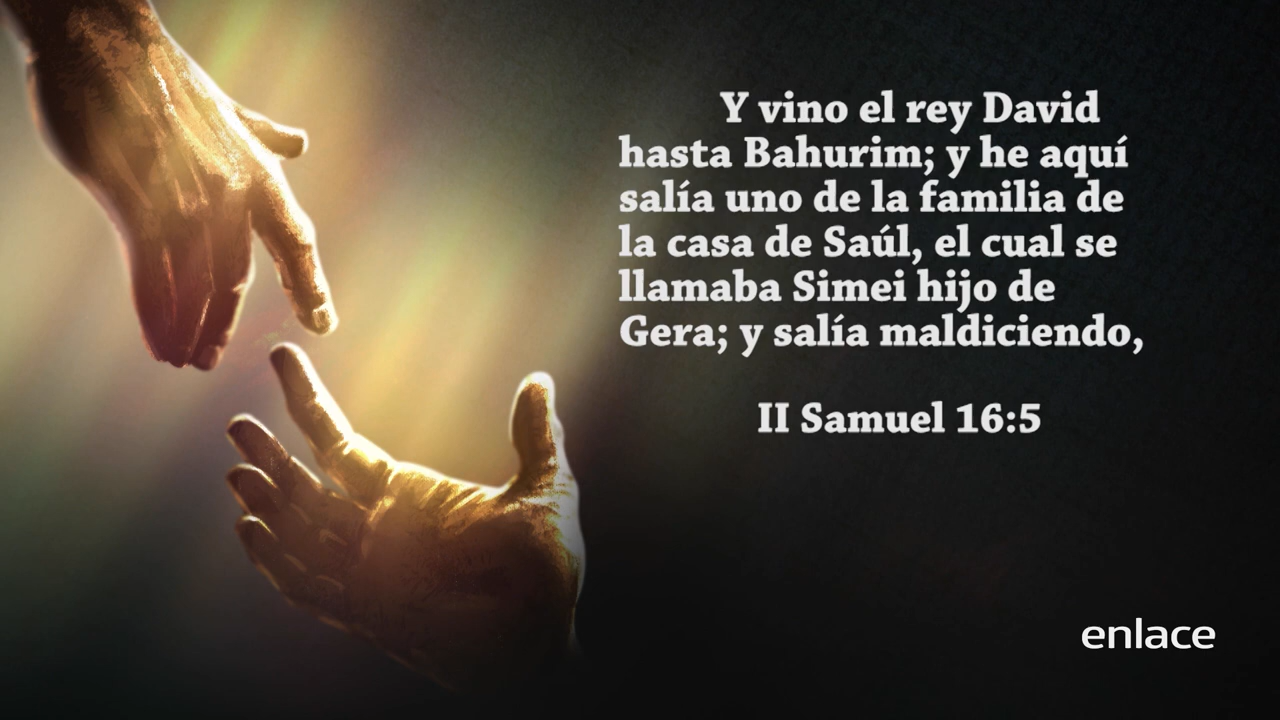 Y vino el rey David
hasta Bahurim; y he aquí
salía uno de la familia de
la casa de Saúl, el cual se
llamaba Simei hijo de
Gera; y salía maldiciendo,
II Samuel 16:5
enlace